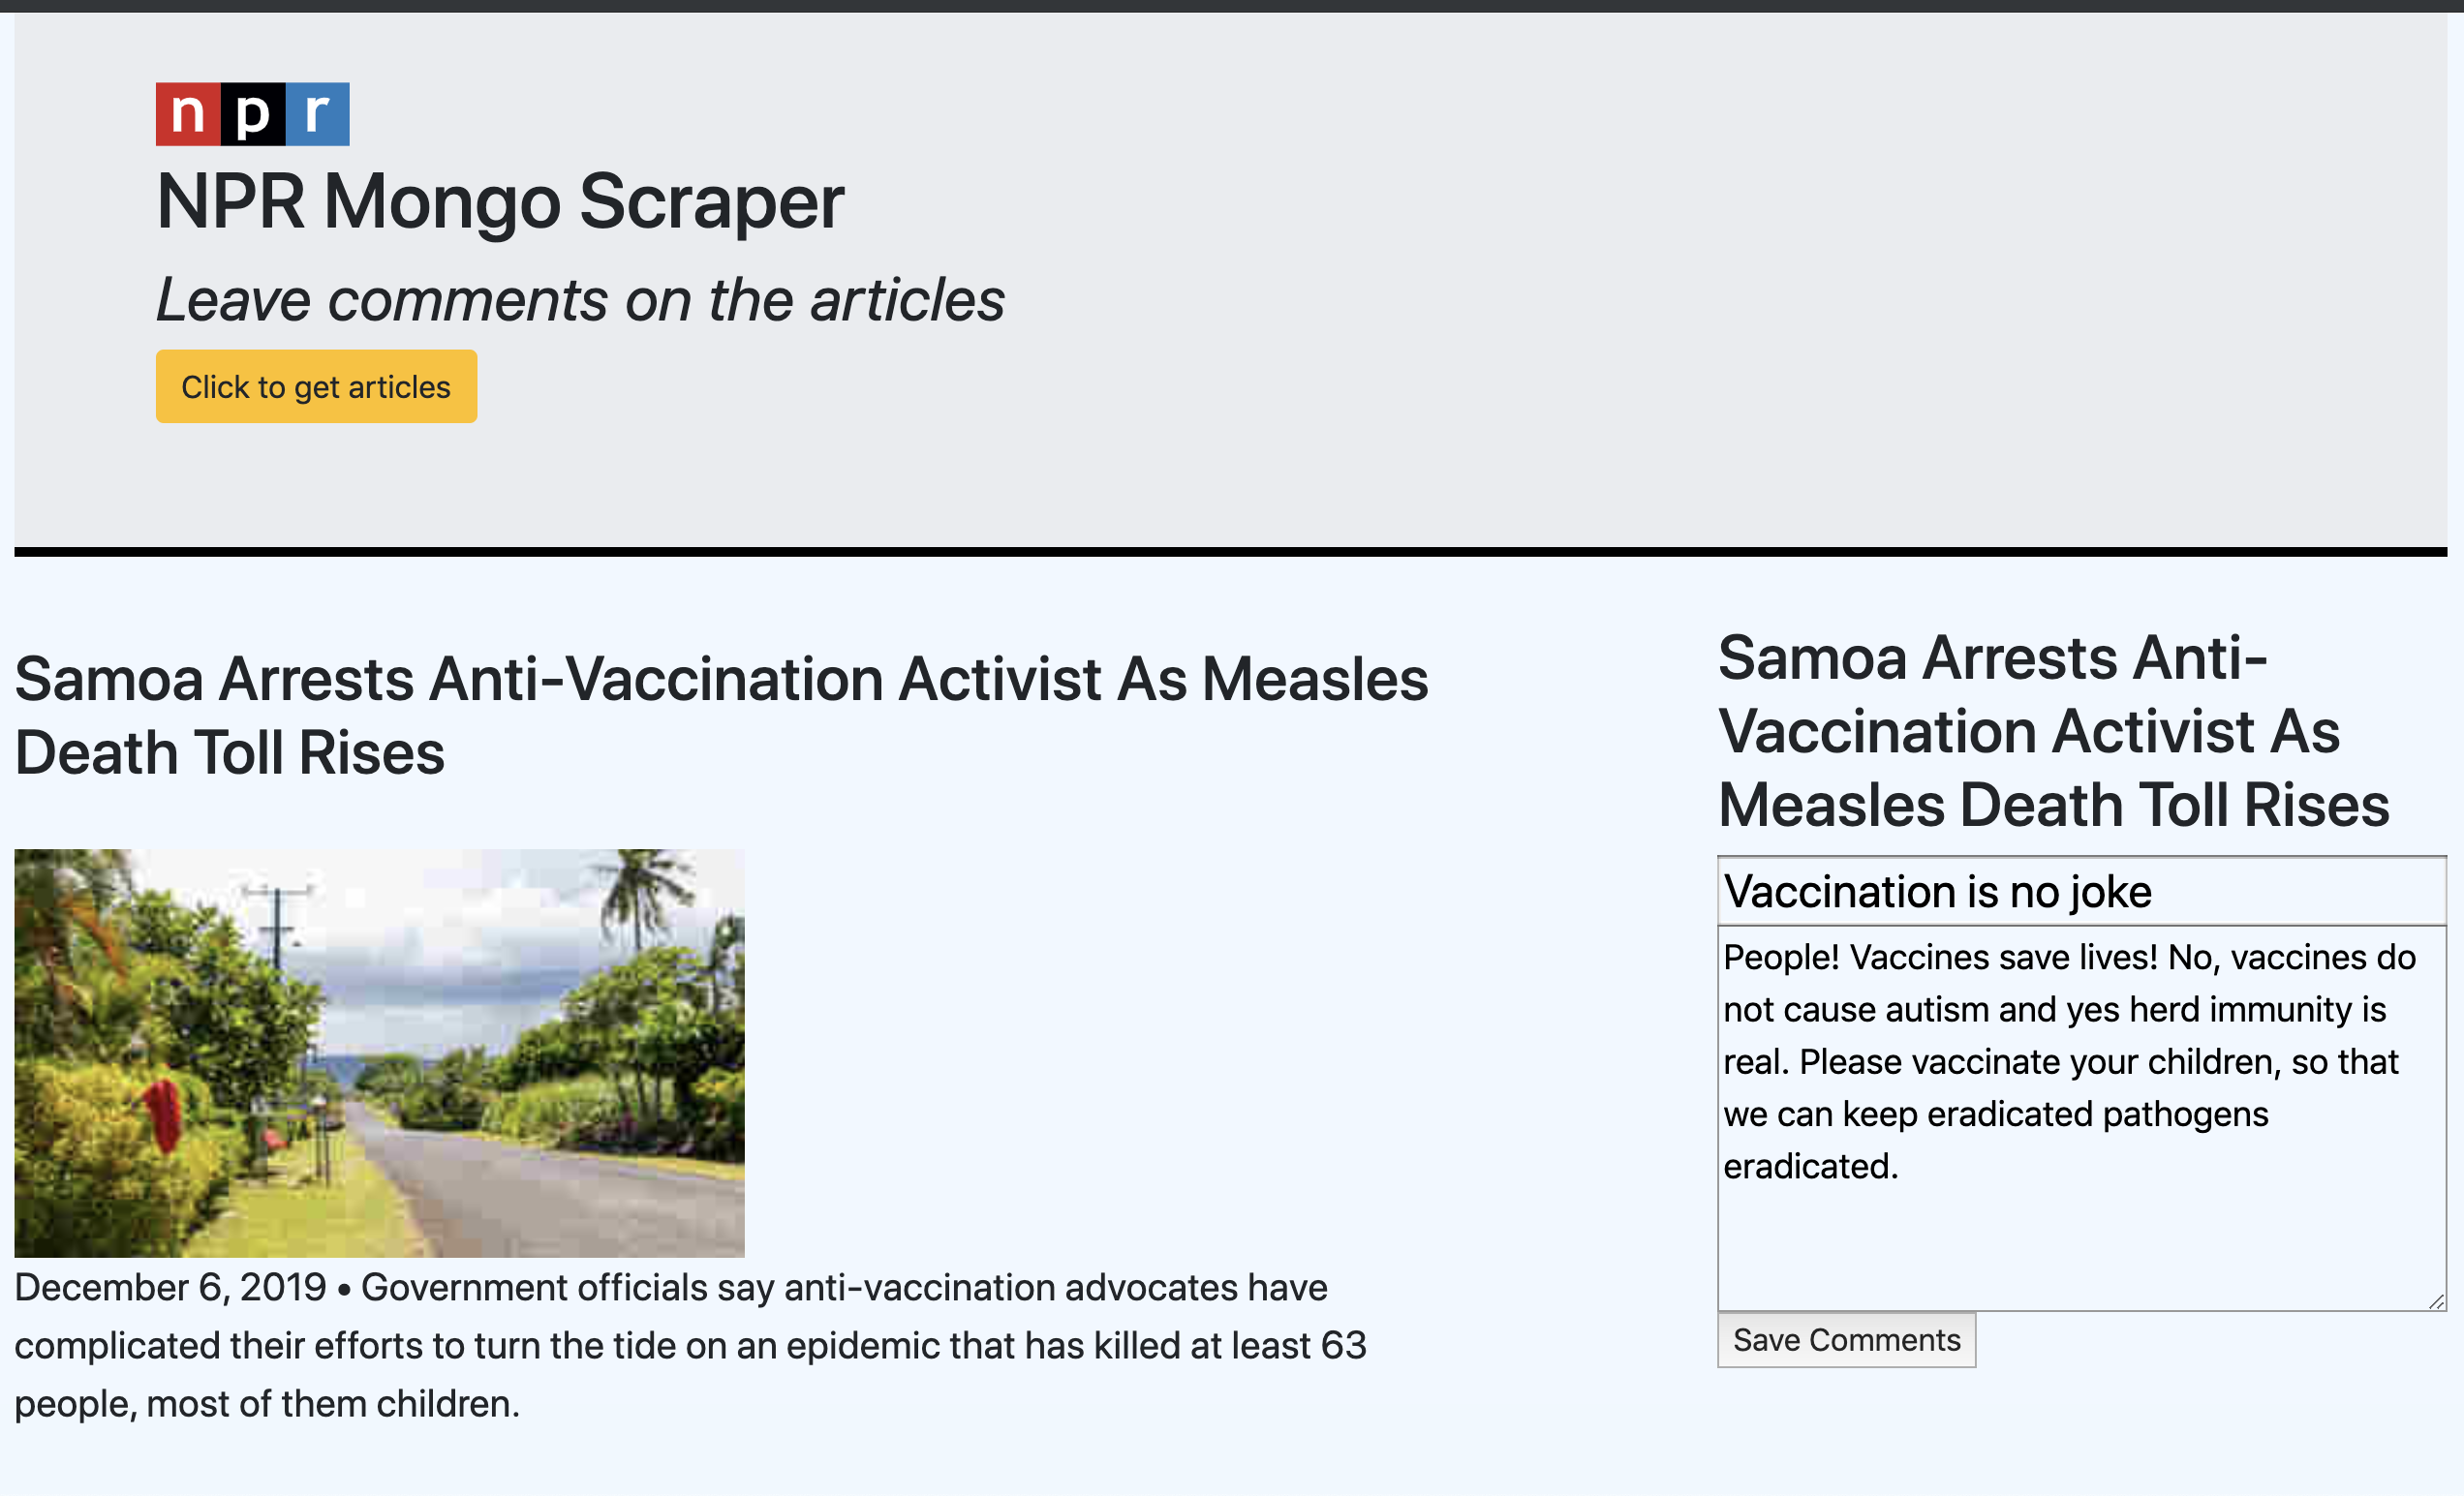 npr
NPR Mongo Scraper
Leave comments on the articles
Click to get articles
Samoa Arrests Anti-Vaccination Activist As Measles
Death Toll Rises
December 6, 2019 • Government officials say anti-vaccination advocates have
complicated their efforts to turn the tide on an epidemic that has killed at least 63
people, most of them children.
Samoa Arrests Anti-
Vaccination Activist As
Measles Death Toll Rises
Vaccination is no joke
People! Vaccines save lives! No, vaccines do
not cause autism and yes herd immunity is
real. Please vaccinate your children, so that
we can keep eradicated pathogens
eradicated.
Save Comments